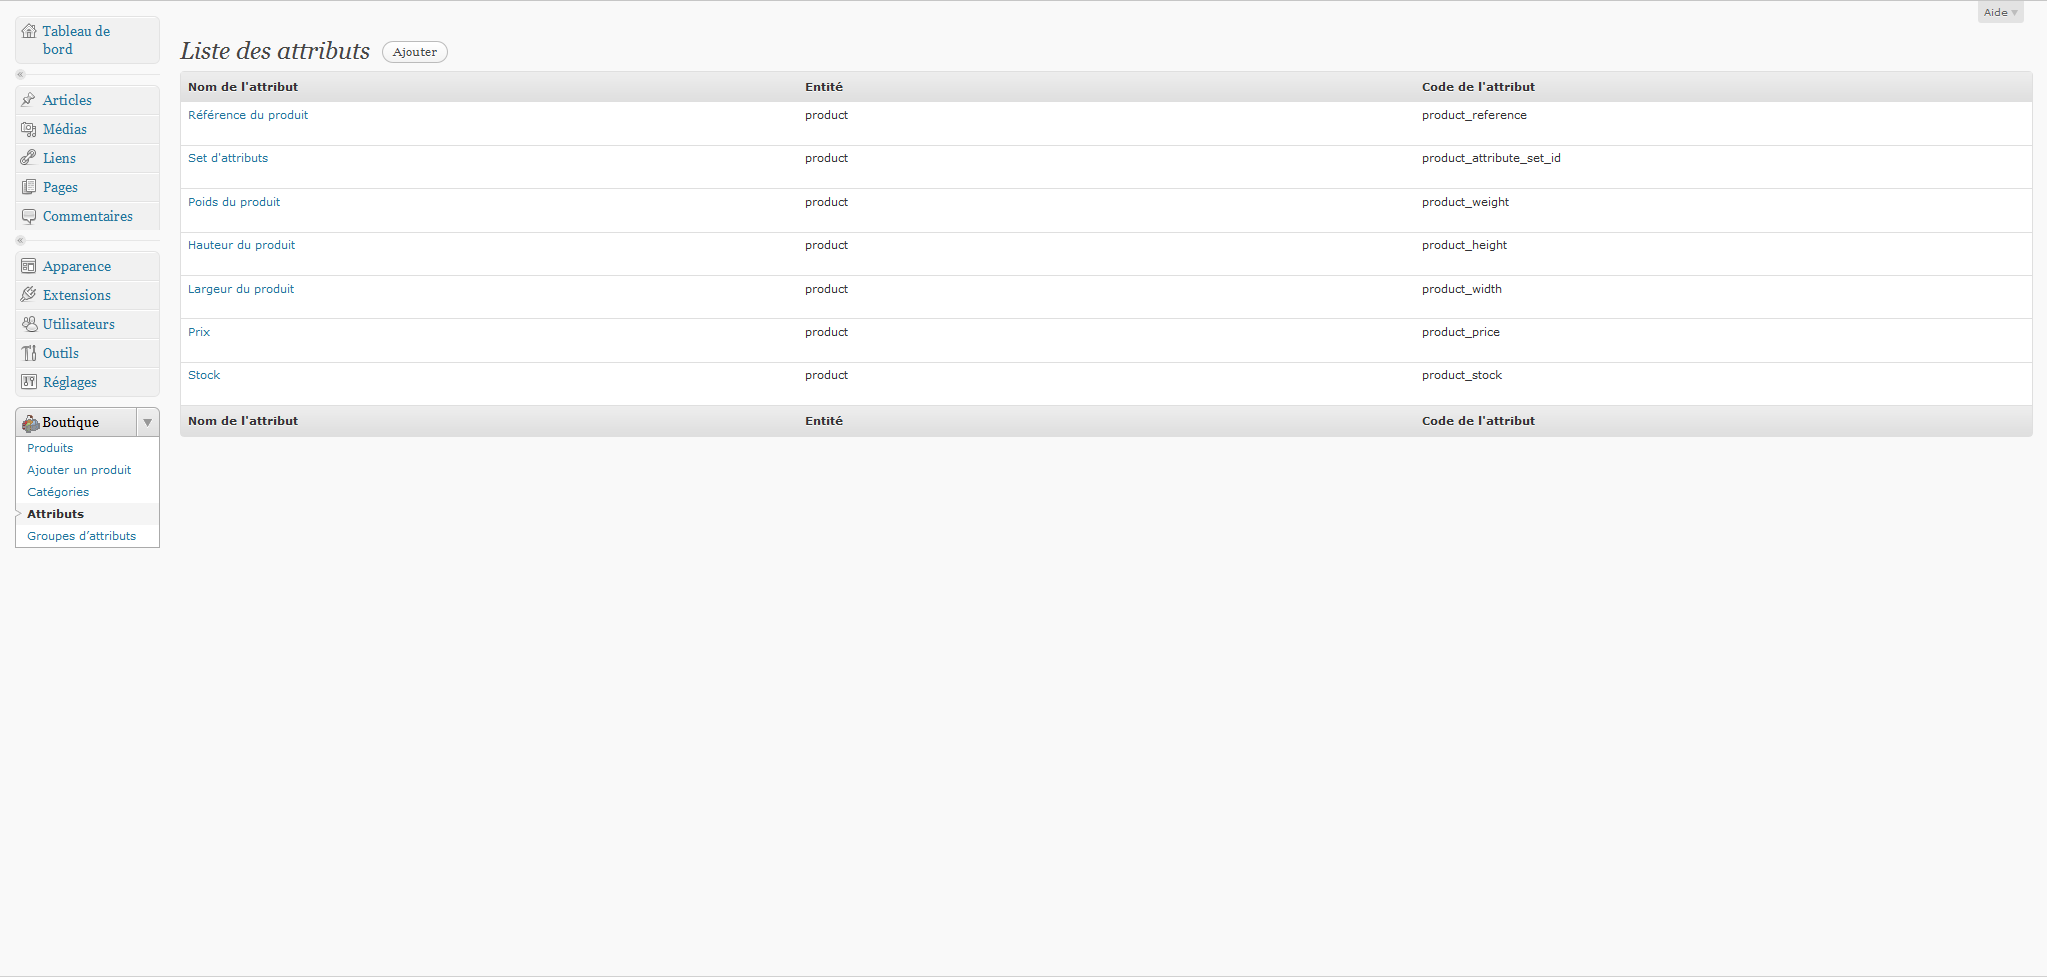 Aide
Tableau de
bord
Articles
Médias
Liens
Pages
Commentaires
Apparence
Extensions
Utilisateurs
Outils
Réglages
Boutique
Produits
Ajouter un produit
Catégories
Attributs
Groupes d’attributs
Liste des attributs Ajouter
Nom de l'attribut Entité Code de l'attribut
Référence du produit product product_reference
Set d'attributs product product_attribute_set_id
Poids du produit product product_weight
Hauteur du produit product product_height
Largeur du produit product product_width
Prix product product_price
Stock product product_stock
Nom de l'attribut Entité Code de l'attribut